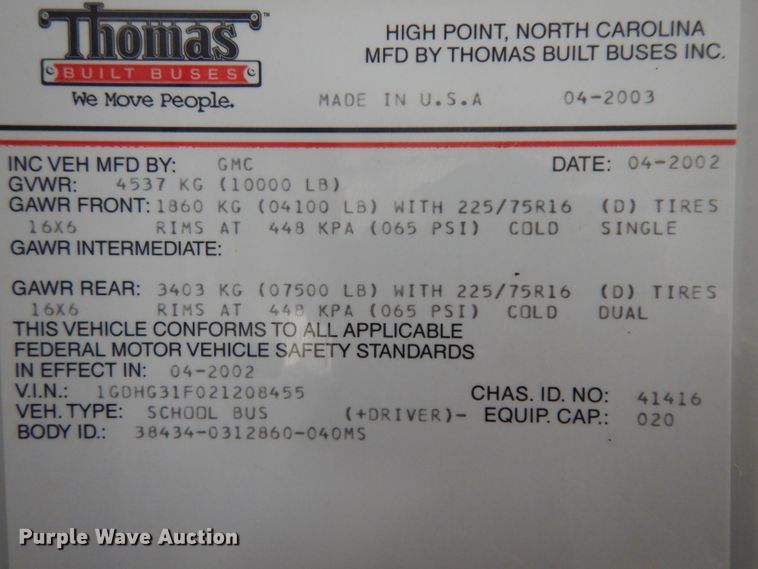 Thomas™
BUILT BUSES
We Move People.
HIGH POINT, NORTH CAROLINA
MFD BY THOMAS BUILT BUSES INC.
MADE IN U.S.A 04-2003
INC VEH MFD BY: GMC DATE: 04-2002
GVWR: 4537 KG (10000 LB)
GAWR FRONT: 1860 KG (04100 LB) WITH 225/75R16 (D) TIRES
16X6 RIMS AT 448 KPA (065 PSI) COLD SINGLE
GAWR INTERMEDIATE:
GAWR REAR: 3403 KG (07500 LB) WITH 225/75R16 (D) TIRES
16X6 RIMS AT 448 KPA (065 PSI) COLD DUAL
THIS VEHICLE CONFORMS TO ALL APPLICABLE
FEDERAL MOTOR VEHICLE SAFETY STANDARDS
IN EFFECT IN: 04-2002
V.I.N.: 1GDHG31F021208455 CHAS. ID. NO: 41416
VEH. TYPE: SCHOOL BUS (+DRIVER)- EQUIP. CAP.: 020
BODY ID.: 38434-0312860-040MS
Purple Wave Auction